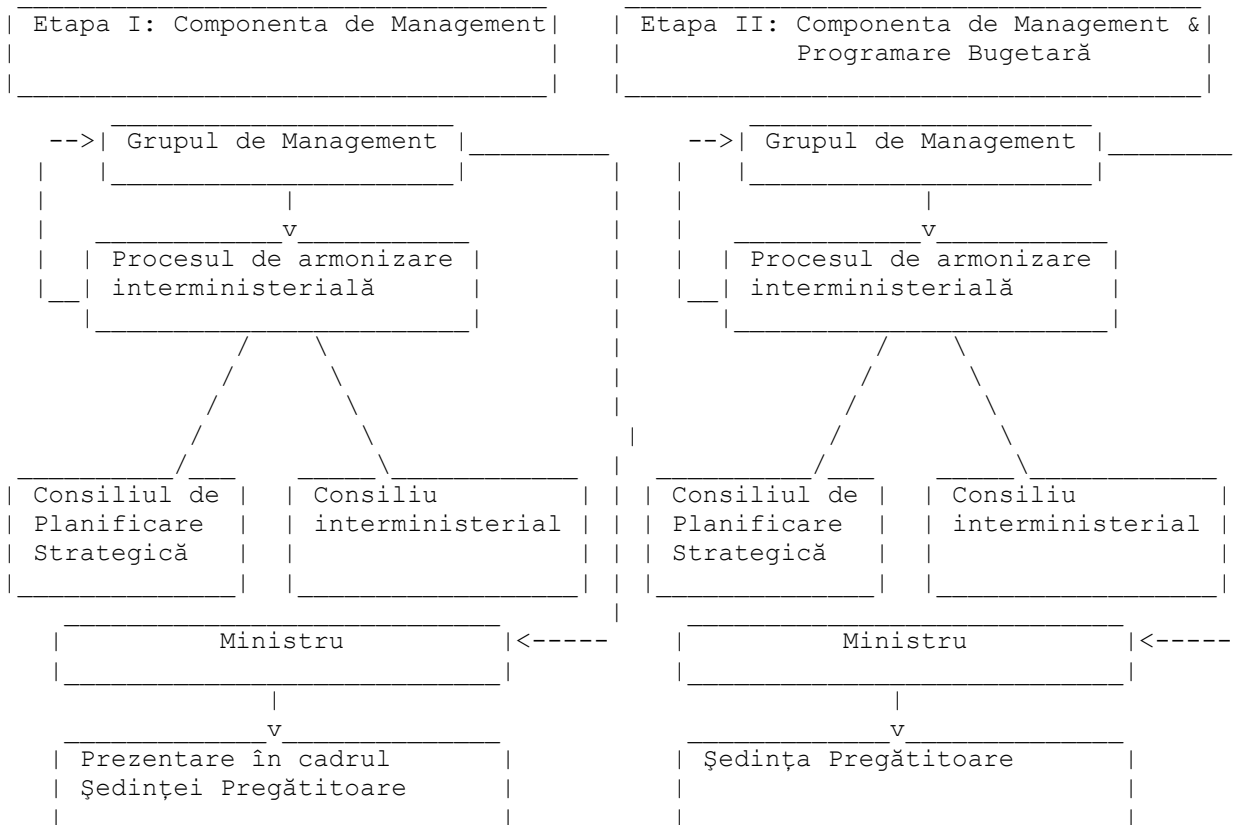 Etapa I: Componenta de Management
Etapa II: Componenta de Management &
Programare Bugetară
Grupul de Management
Grupul de Management
Procesul de armonizare
interministerială
Procesul de armonizare
interministerială
Consiliul de
Planificare
Strategică
Consiliu
interministerial
Consiliul de
Planificare
Strategică
Consiliu
interministerial
Ministru
Ministru
Prezentare în cadrul
Şedinţei Pregătitoare
Şedinţa Pregătitoare